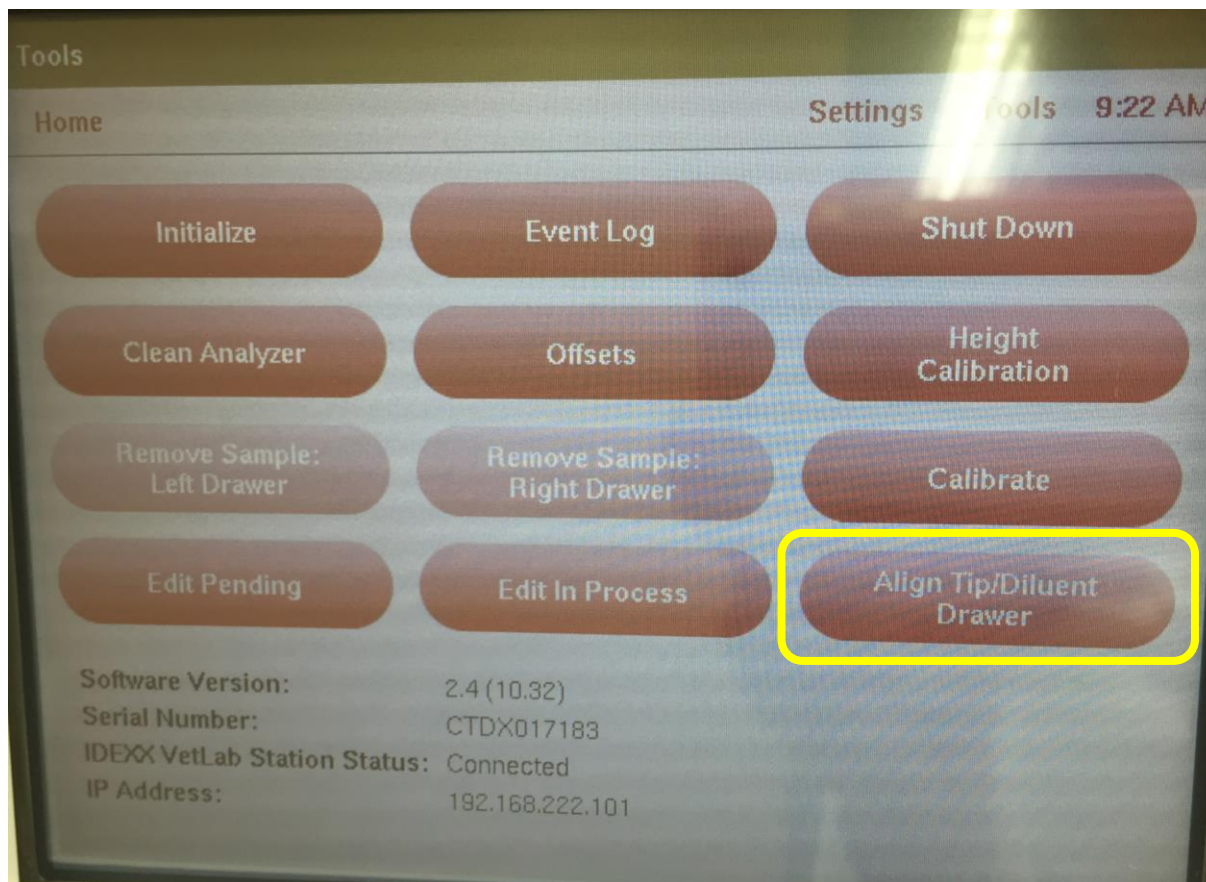 Tools
Home
Settings Tools 9:22 AM
Initialize
Event Log
Shut Down
Clean Analyzer
Offsets
Height
Calibration
Remove Sample:
Left Drawer
Remove Sample:
Right Drawer
Calibrate
Edit Pending
Edit In Process
Align Tip/Diluent
Drawer
Software Version: 2.4 (10.32)
Serial Number: CTDX017183
IDEXX VetLab Station Status: Connected
IP Address: 192.168.222.101